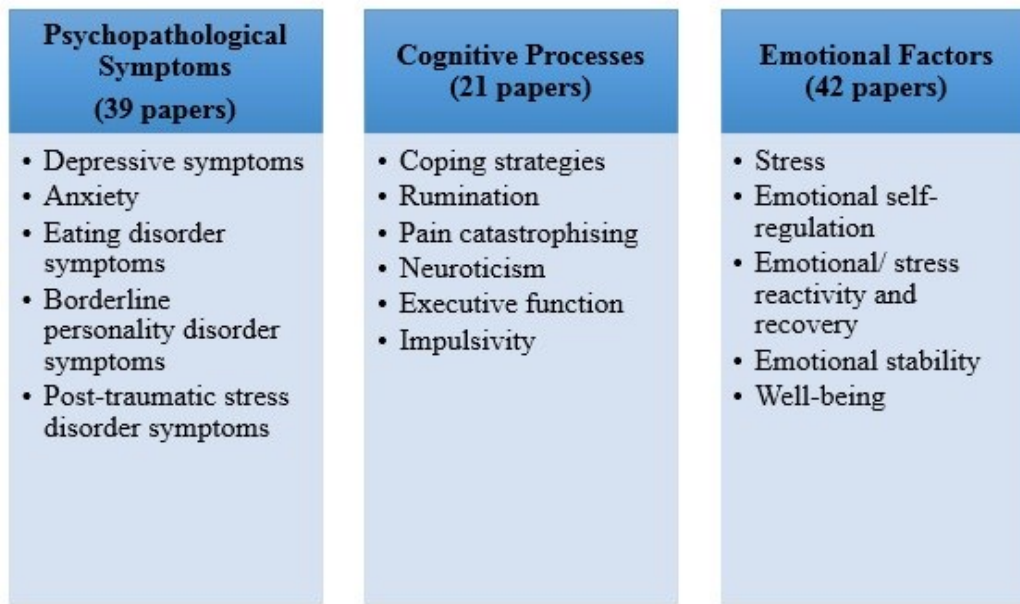 Psychopathological
Symptoms
(39 papers)
• Depressive symptoms
• Anxiety
• Eating disorder
symptoms
• Borderline
personality disorder
symptoms
• Post-traumatic stress
disorder symptoms
Cognitive Processes
(21 papers)
• Coping strategies
• Rumination
• Pain catastrophising
• Neuroticism
• Executive function
• Impulsivity
Emotional Factors
(42 papers)
• Stress
• Emotional self-
regulation
• Emotional/ stress
reactivity and
recovery
• Emotional stability
• Well-being